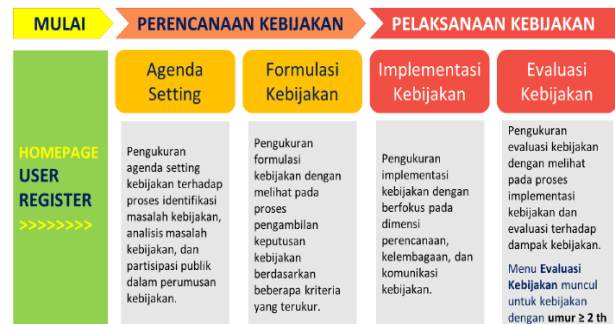 MULAI
PERENCANAAN KEBIJAKAN
PELAKSANAAN KEBIJAKAN
HOMEPAGE
USER
REGISTER
>>>>>>>>
Agenda
Setting
Pengukuran
agenda setting
kebijakan terhadap
proses identifikasi
masalah kebijakan,
analisis masalah
kebijakan, dan
partisipasi publik
dalam perumusan
kebijakan.
Formulasi
Kebijakan
Pengukuran
formulasi
kebijakan dengan
melihat pada
proses
pengambilan
keputusan
kebijakan
berdasarkan
beberapa kriteria
yang terukur.
Implementasi
Kebijakan
Pengukuran
implementasi
kebijakan dengan
berfokus pada
dimensi
perencanaan,
kelembagaan, dan
komunikasi
kebijakan.
Evaluasi
Kebijakan
Pengukuran
evaluasi kebijakan
dengan melihat
pada proses
implementasi
kebijakan dan
evaluasi terhadap
dampak kebijakan.
Menu Evaluasi
Kebijakan muncul
untuk kebijakan
dengan umur ≥ 2 th